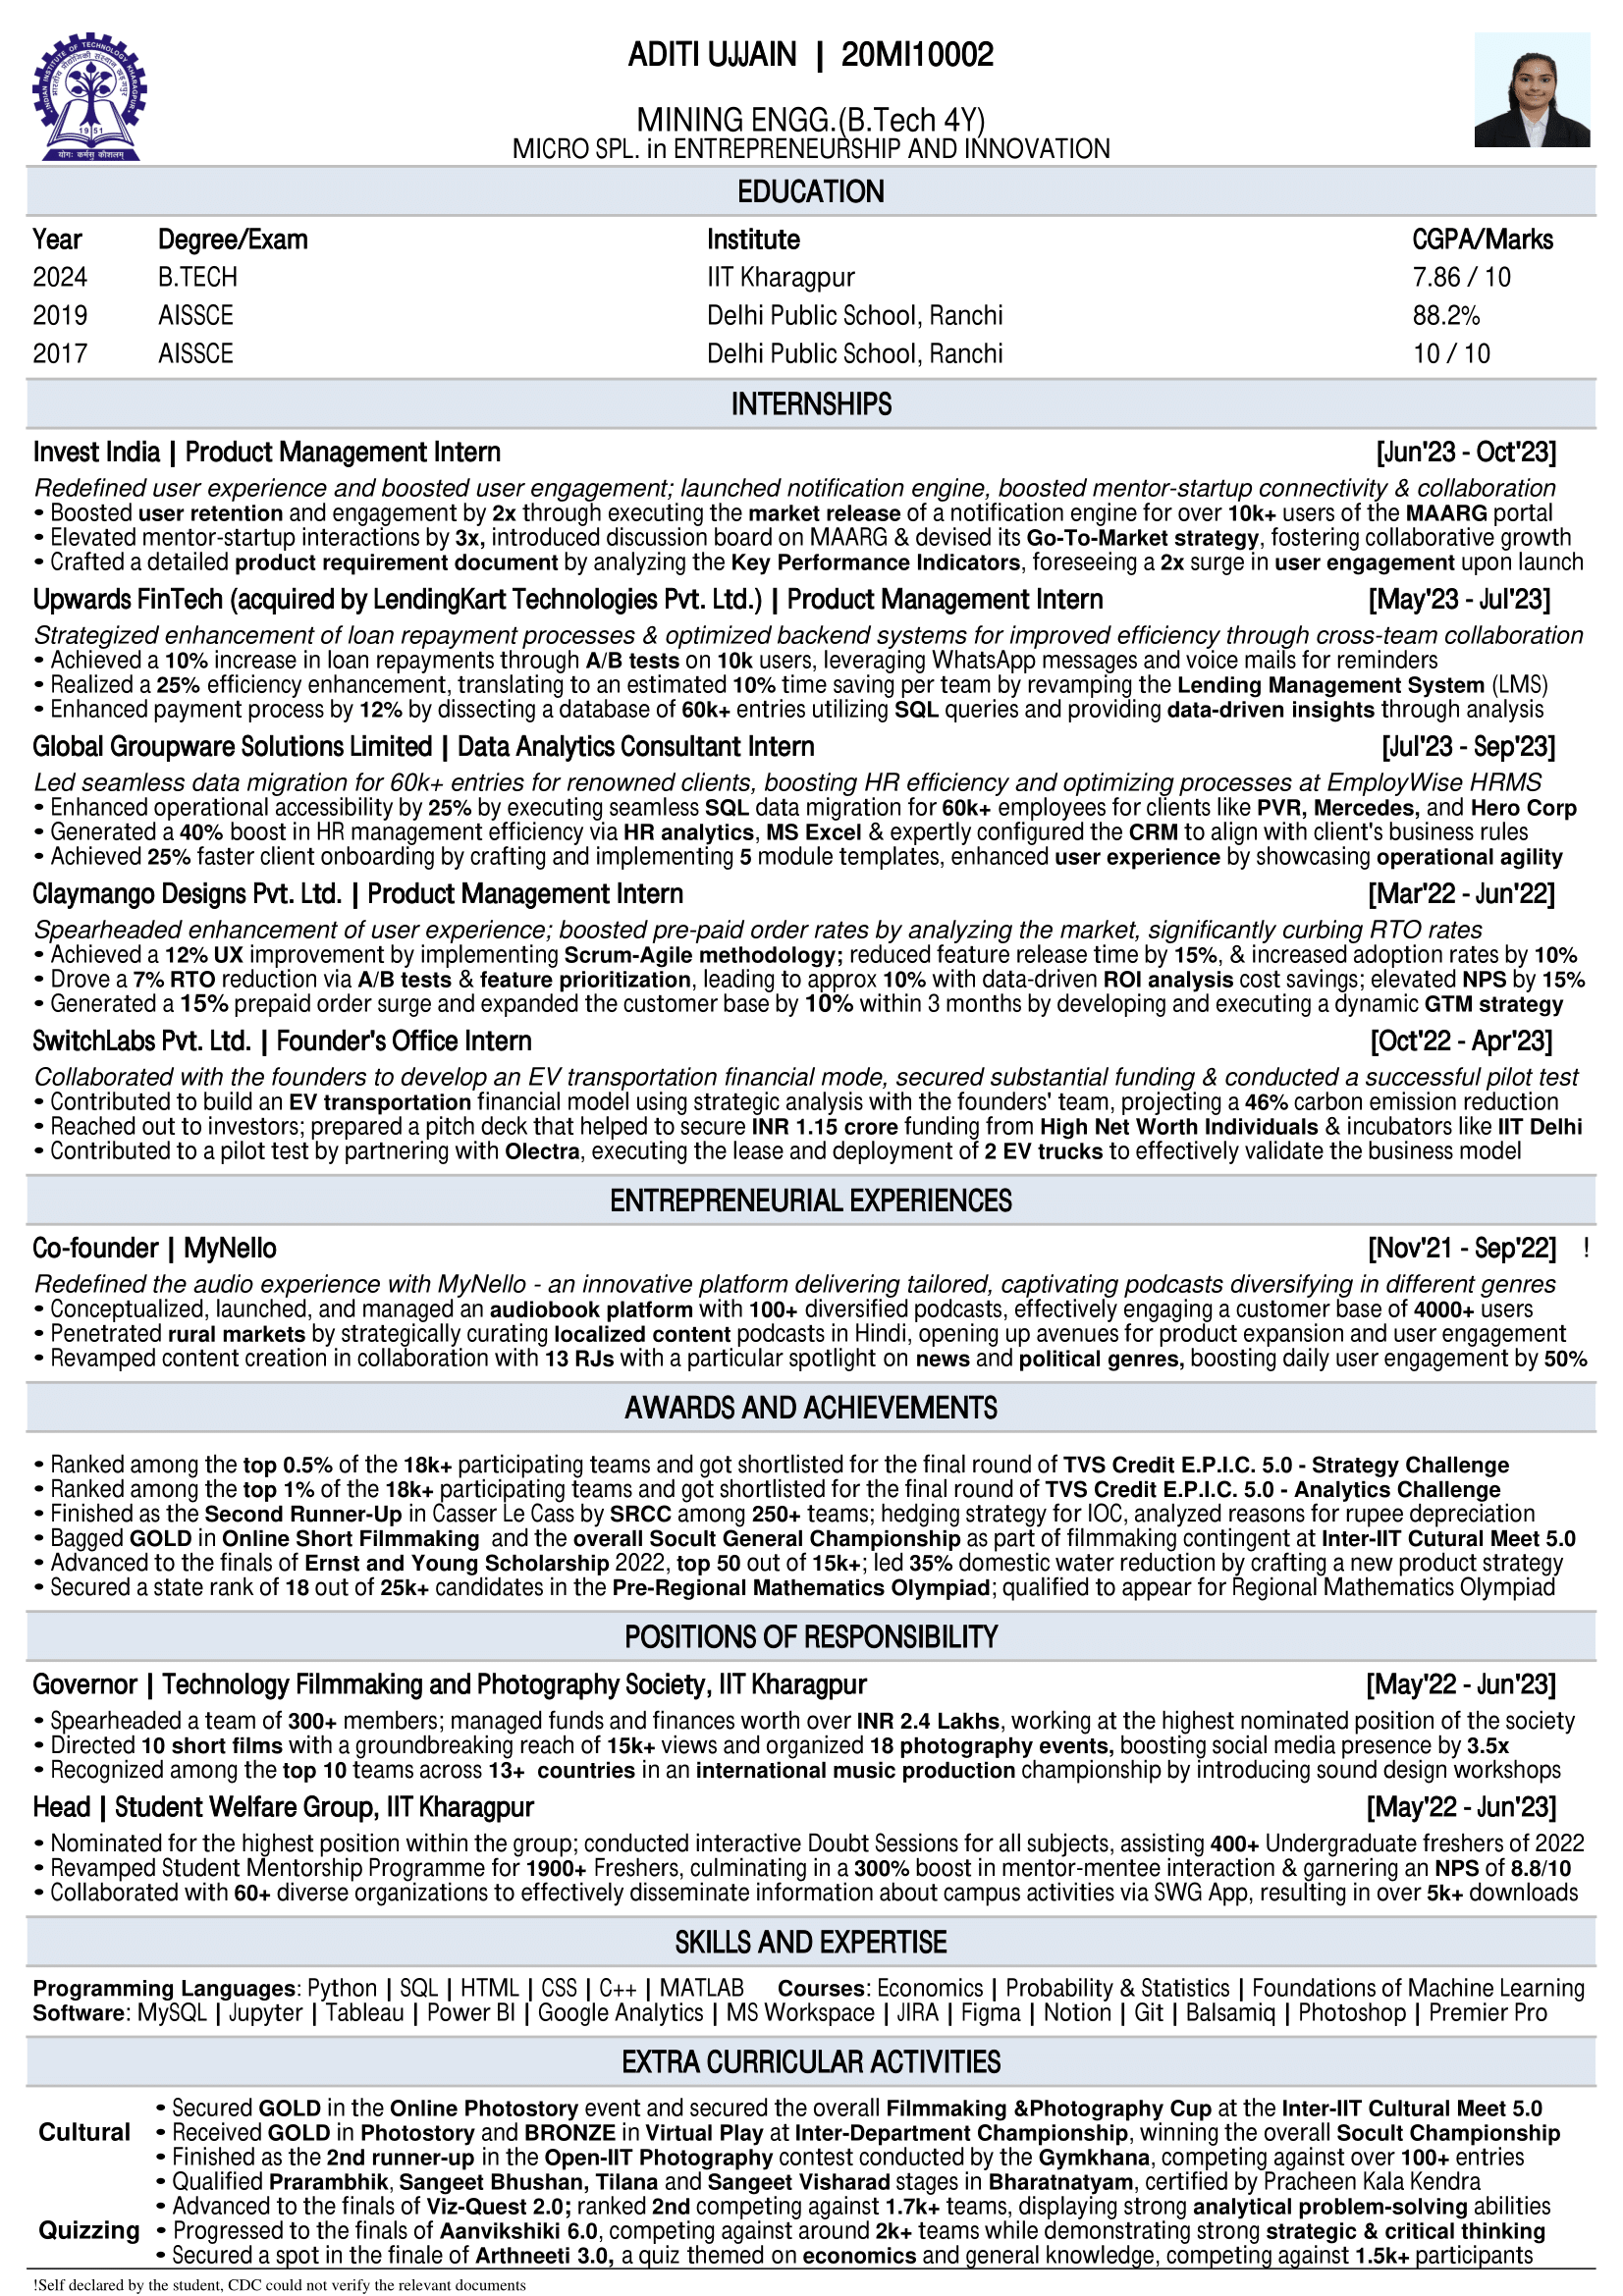 INDIAN INSTITUTE OF TECHNOLOGY KHARAGPUR
भारतीय प्रौद्योगिकी संस्थान खड़गपुर
1951
योगः कर्मसु कौशलम्
ADITI UJJAIN | 20MI10002
MINING ENGG.(B.Tech 4Y)
MICRO SPL. in ENTREPRENEURSHIP AND INNOVATION
EDUCATION
Year Degree/Exam Institute CGPA/Marks
2024 B.TECH IIT Kharagpur 7.86 / 10
2019 AISSCE Delhi Public School, Ranchi 88.2%
2017 AISSCE Delhi Public School, Ranchi 10 / 10
INTERNSHIPS
Invest India | Product Management Intern [Jun'23 - Oct'23]
Redefined user experience and boosted user engagement; launched notification engine, boosted mentor-startup connectivity & collaboration
• Boosted user retention and engagement by 2x through executing the market release of a notification engine for over 10k+ users of the MAARG portal
• Elevated mentor-startup interactions by 3x, introduced discussion board on MAARG & devised its Go-To-Market strategy, fostering collaborative growth
• Crafted a detailed product requirement document by analyzing the Key Performance Indicators, foreseeing a 2x surge in user engagement upon launch
Upwards FinTech (acquired by LendingKart Technologies Pvt. Ltd.) | Product Management Intern [May'23 - Jul'23]
Strategized enhancement of loan repayment processes & optimized backend systems for improved efficiency through cross-team collaboration
• Achieved a 10% increase in loan repayments through A/B tests on 10k users, leveraging WhatsApp messages and voice mails for reminders
• Realized a 25% efficiency enhancement, translating to an estimated 10% time saving per team by revamping the Lending Management System (LMS)
• Enhanced payment process by 12% by dissecting a database of 60k+ entries utilizing SQL queries and providing data-driven insights through analysis
Global Groupware Solutions Limited | Data Analytics Consultant Intern [Jul'23 - Sep'23]
Led seamless data migration for 60k+ entries for renowned clients, boosting HR efficiency and optimizing processes at EmployWise HRMS
• Enhanced operational accessibility by 25% by executing seamless SQL data migration for 60k+ employees for clients like PVR, Mercedes, and Hero Corp
• Generated a 40% boost in HR management efficiency via HR analytics, MS Excel & expertly configured the CRM to align with client's business rules
• Achieved 25% faster client onboarding by crafting and implementing 5 module templates, enhanced user experience by showcasing operational agility
Claymango Designs Pvt. Ltd. | Product Management Intern [Mar'22 - Jun'22]
Spearheaded enhancement of user experience; boosted pre-paid order rates by analyzing the market, significantly curbing RTO rates
• Achieved a 12% UX improvement by implementing Scrum-Agile methodology; reduced feature release time by 15%, & increased adoption rates by 10%
• Drove a 7% RTO reduction via A/B tests & feature prioritization, leading to approx 10% with data-driven ROI analysis cost savings; elevated NPS by 15%
• Generated a 15% prepaid order surge and expanded the customer base by 10% within 3 months by developing and executing a dynamic GTM strategy
SwitchLabs Pvt. Ltd. | Founder's Office Intern [Oct'22 - Apr'23]
Collaborated with the founders to develop an EV transportation financial mode, secured substantial funding & conducted a successful pilot test
• Contributed to build an EV transportation financial model using strategic analysis with the founders' team, projecting a 46% carbon emission reduction
• Reached out to investors; prepared a pitch deck that helped to secure INR 1.15 crore funding from High Net Worth Individuals & incubators like IIT Delhi
• Contributed to a pilot test by partnering with Olectra, executing the lease and deployment of 2 EV trucks to effectively validate the business model
ENTREPRENEURIAL EXPERIENCES
Co-founder | MyNello [Nov'21 - Sep'22] !
Redefined the audio experience with MyNello - an innovative platform delivering tailored, captivating podcasts diversifying in different genres
• Conceptualized, launched, and managed an audiobook platform with 100+ diversified podcasts, effectively engaging a customer base of 4000+ users
• Penetrated rural markets by strategically curating localized content podcasts in Hindi, opening up avenues for product expansion and user engagement
• Revamped content creation in collaboration with 13 RJs with a particular spotlight on news and political genres, boosting daily user engagement by 50%
AWARDS AND ACHIEVEMENTS
• Ranked among the top 0.5% of the 18k+ participating teams and got shortlisted for the final round of TVS Credit E.P.I.C. 5.0 - Strategy Challenge
• Ranked among the top 1% of the 18k+ participating teams and got shortlisted for the final round of TVS Credit E.P.I.C. 5.0 - Analytics Challenge
• Finished as the Second Runner-Up in Casser Le Cass by SRCC among 250+ teams; hedging strategy for IOC, analyzed reasons for rupee depreciation
• Bagged GOLD in Online Short Filmmaking and the overall Socult General Championship as part of filmmaking contingent at Inter-IIT Cutural Meet 5.0
• Advanced to the finals of Ernst and Young Scholarship 2022, top 50 out of 15k+; led 35% domestic water reduction by crafting a new product strategy
• Secured a state rank of 18 out of 25k+ candidates in the Pre-Regional Mathematics Olympiad; qualified to appear for Regional Mathematics Olympiad
POSITIONS OF RESPONSIBILITY
Governor | Technology Filmmaking and Photography Society, IIT Kharagpur [May'22 - Jun'23]
• Spearheaded a team of 300+ members; managed funds and finances worth over INR 2.4 Lakhs, working at the highest nominated position of the society
• Directed 10 short films with a groundbreaking reach of 15k+ views and organized 18 photography events, boosting social media presence by 3.5x
• Recognized among the top 10 teams across 13+ countries in an international music production championship by introducing sound design workshops
Head | Student Welfare Group, IIT Kharagpur [May'22 - Jun'23]
• Nominated for the highest position within the group; conducted interactive Doubt Sessions for all subjects, assisting 400+ Undergraduate freshers of 2022
• Revamped Student Mentorship Programme for 1900+ Freshers, culminating in a 300% boost in mentor-mentee interaction & garnering an NPS of 8.8/10
• Collaborated with 60+ diverse organizations to effectively disseminate information about campus activities via SWG App, resulting in over 5k+ downloads
SKILLS AND EXPERTISE
Programming Languages: Python | SQL | HTML | CSS | C++ | MATLAB Courses: Economics | Probability & Statistics | Foundations of Machine Learning
Software: MySQL | Jupyter | Tableau | Power BI | Google Analytics | MS Workspace | JIRA | Figma | Notion | Git | Balsamiq | Photoshop | Premier Pro
EXTRA CURRICULAR ACTIVITIES
• Secured GOLD in the Online Photostory event and secured the overall Filmmaking &Photography Cup at the Inter-IIT Cultural Meet 5.0
Cultural • Received GOLD in Photostory and BRONZE in Virtual Play at Inter-Department Championship, winning the overall Socult Championship
• Finished as the 2nd runner-up in the Open-IIT Photography contest conducted by the Gymkhana, competing against over 100+ entries
• Qualified Prarambhik, Sangeet Bhushan, Tilana and Sangeet Visharad stages in Bharatnatyam, certified by Pracheen Kala Kendra
• Advanced to the finals of Viz-Quest 2.0; ranked 2nd competing against 1.7k+ teams, displaying strong analytical problem-solving abilities
Quizzing • Progressed to the finals of Aanvikshiki 6.0, competing against around 2k+ teams while demonstrating strong strategic & critical thinking
• Secured a spot in the finale of Arthneeti 3.0, a quiz themed on economics and general knowledge, competing against 1.5k+ participants
!Self declared by the student, CDC could not verify the relevant documents